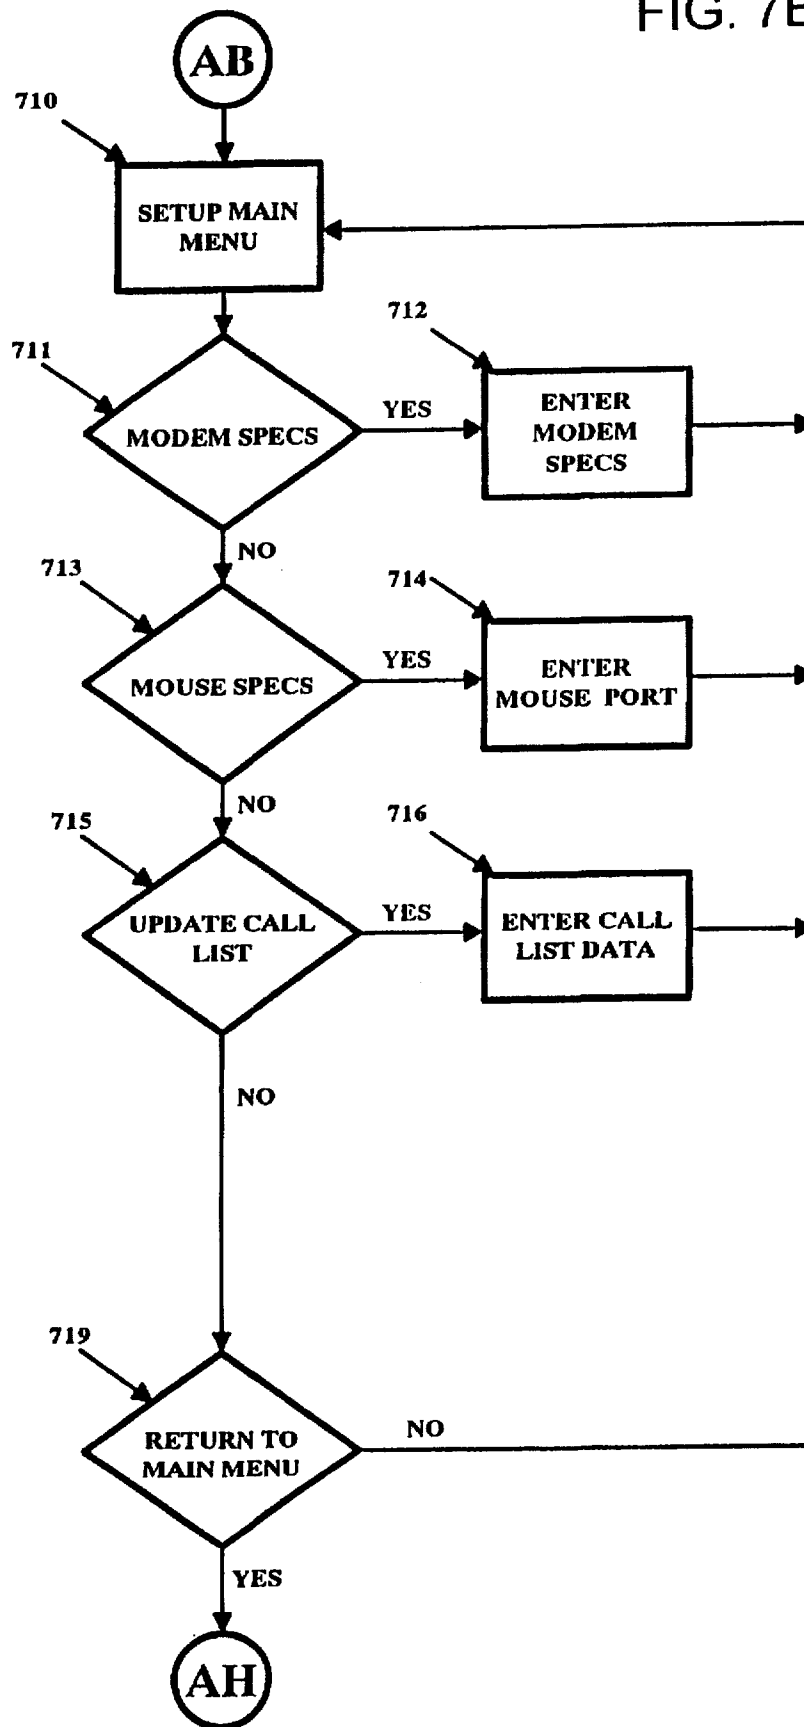 FIG. 7B
AB
710
SETUP MAIN
MENU
711
MODEM SPECS
YES
712
ENTER
MODEM
SPECS
NO
713
MOUSE SPECS
YES
714
ENTER
MOUSE PORT
NO
715
UPDATE CALL
LIST
YES
716
ENTER CALL
LIST DATA
NO
719
RETURN TO
MAIN MENU
NO
YES
AH